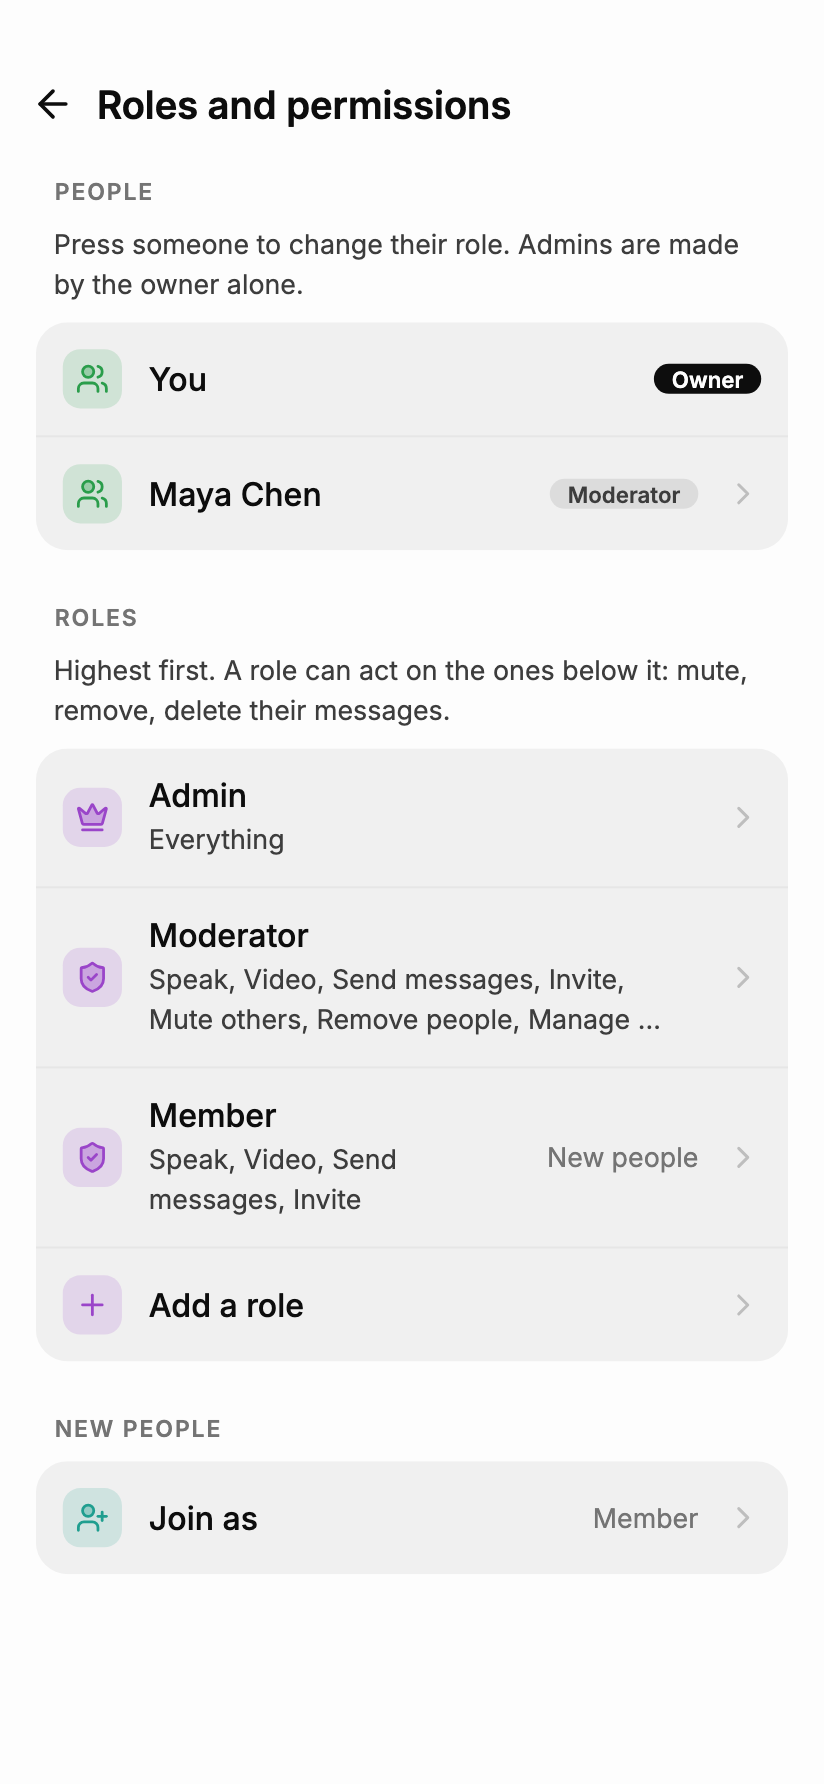 Roles and permissions
PEOPLE
Press someone to change their role. Admins are made
by the owner alone.
You
Owner
Maya Chen
Moderator
ROLES
Highest first. A role can act on the ones below it: mute,
remove, delete their messages.
Admin
Everything
Moderator
Speak, Video, Send messages, Invite,
Mute others, Remove people, Manage ...
Member
Speak, Video, Send
messages, Invite
New people
Add a role
NEW PEOPLE
Join as
Member